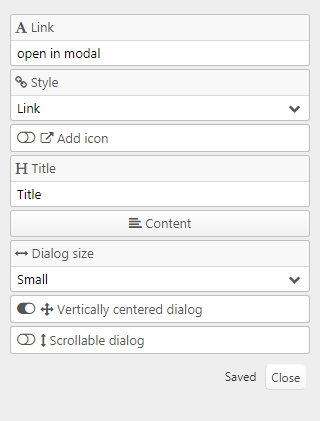 A Link
open in modal
Style
Link
Add icon
H Title
Title
Content
Dialog size
Small
Vertically centered dialog
Scrollable dialog
Saved Close